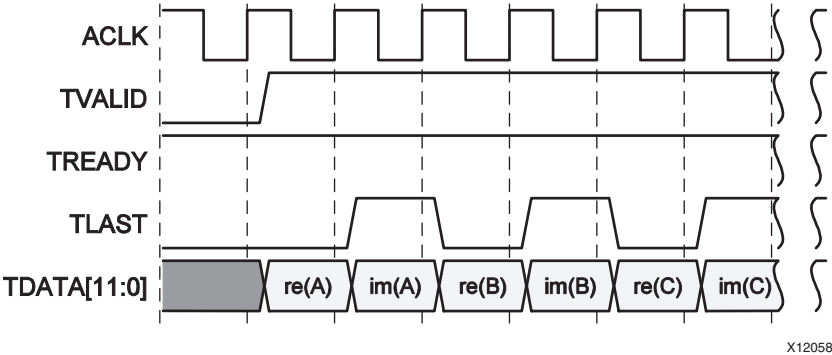 ACLK
TVALID
TREADY
TLAST
TDATA[11:0] re(A) im(A) re(B) im(B) re(C) im(C)
X12058